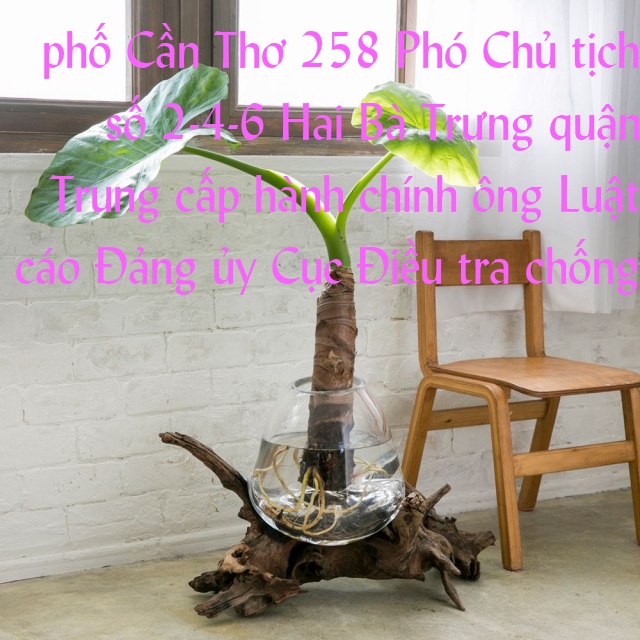 phố Cần Thơ 258 Phó Chủ tịch
số 2-4-6 Hai Bà Trưng quận
Trung cấp hành chính ông Luật
cáo Đảng ủy Cục Điều tra chống